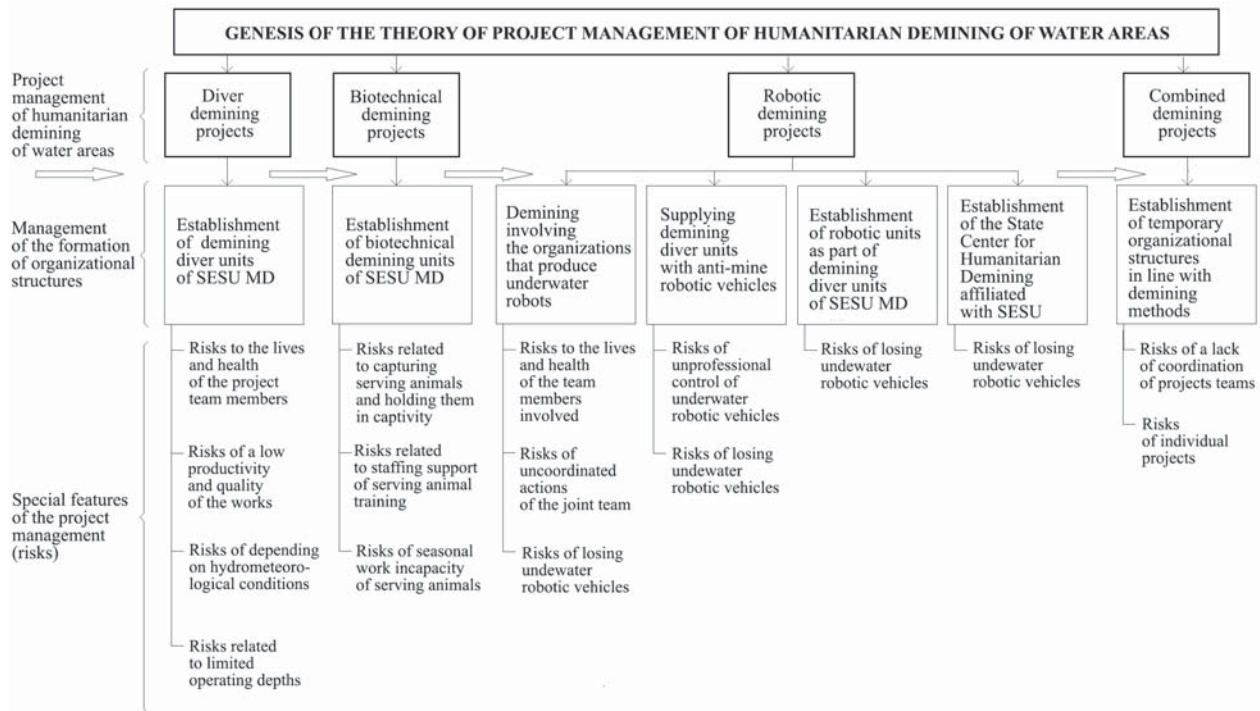 GENESIS OF THE THEORY OF PROJECT MANAGEMENT OF HUMANITARIAN DEMINING OF WATER AREAS
Project
management
of humanitarian
demining
of water areas
Diver
demining
projects
Biotechnical
demining
projects
Robotic
demining
projects
Combined
demining
projects
Management
of the formation
of organizational
structures
Establishment
of demining
diver units
of SESU MD
Establishment
of biotechnical
demining units
of SESU MD
Demining
involving
the organizations
that produce
underwater
robots
Supplying
demining
diver units
with anti-mine
robotic vehicles
Establishment
of robotic units
as part of
demining
diver units
of SESU MD
Establishment
of the State
Center for
Humanitarian
Demining
affiliated
with SESU
Establishment
of temporary
organizational
structures
in line with
demining
methods
Special features
of the project
management
(risks)
Risks to the lives
and health
of the project
team members
Risks of a low
productivity
and quality
of the works
Risks of depending
on hydrometeoro-
logical conditions
Risks related
to limited
operating depths
Risks related
to capturing
serving animals
and holding them
in captivity
Risks related
to staffing support
of serving animal
training
Risks of seasonal
work incapacity
of serving animals
Risks to the lives
and health
of the team
members
involved
Risks of
uncoordinated
actions
of the joint team
Risks of losing
undewater
robotic vehicles
Risks of
unprofessional
control of
underwater
robotic vehicles
Risks of losing
undewater
robotic vehicles
Risks of losing
undewater
robotic vehicles
Risks of losing
undewater
robotic vehicles
Risks of a lack
of coordination
of projects teams
Risks
of individual
projects